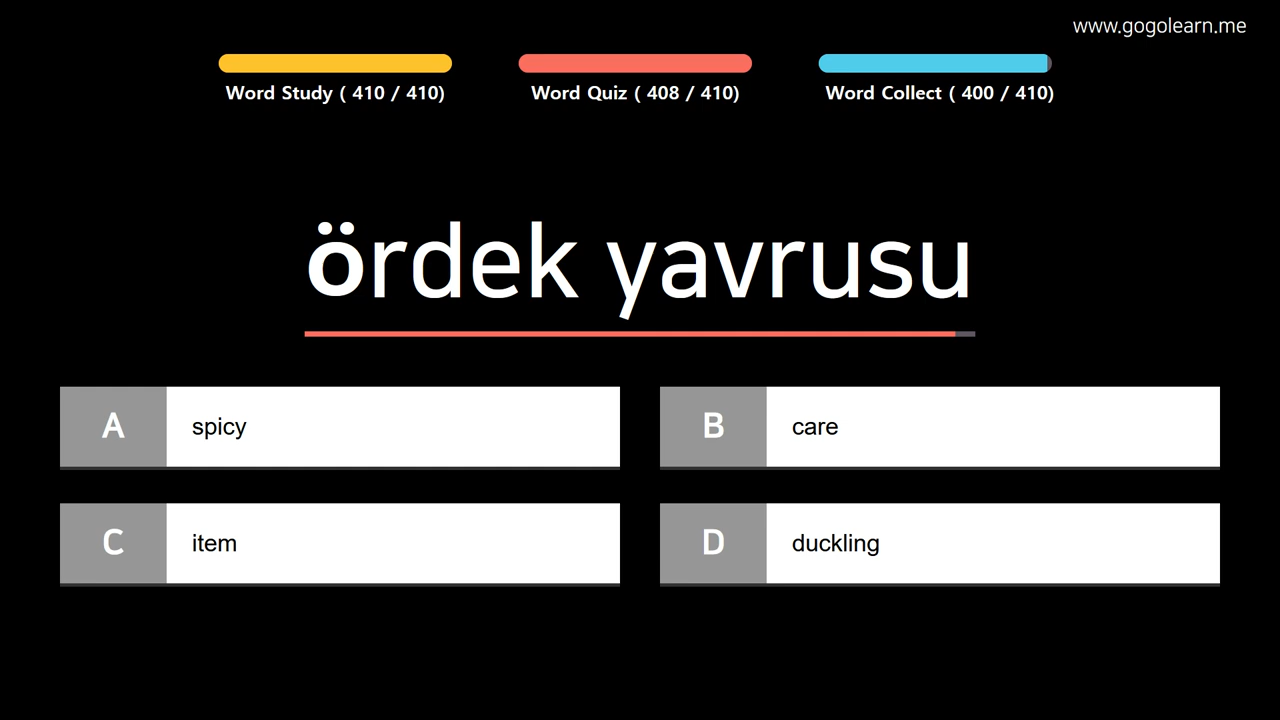 www.gogolearn.me
Word Study ( 410 / 410)
Word Quiz ( 408 / 410)
Word Collect ( 400 / 410)
ördek yavrusu
A spicy
B care
C item
D duckling